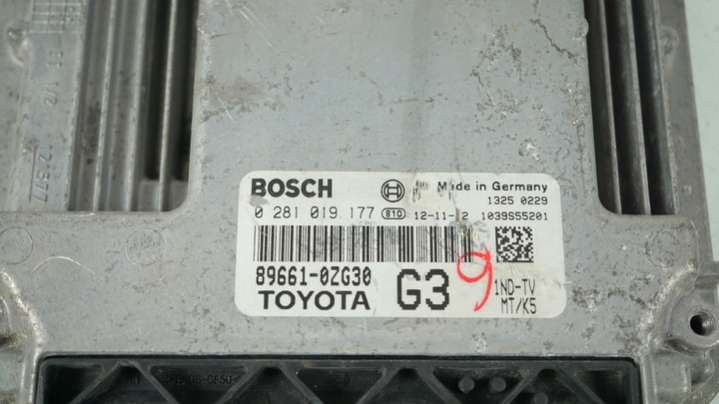 BOSCH Made in Germany
1325 0229
0 281 019 177 810 12-11-12 1039S55201
89661-0ZG30 G3 9 1ND-TV
TOYOTA MT/K5